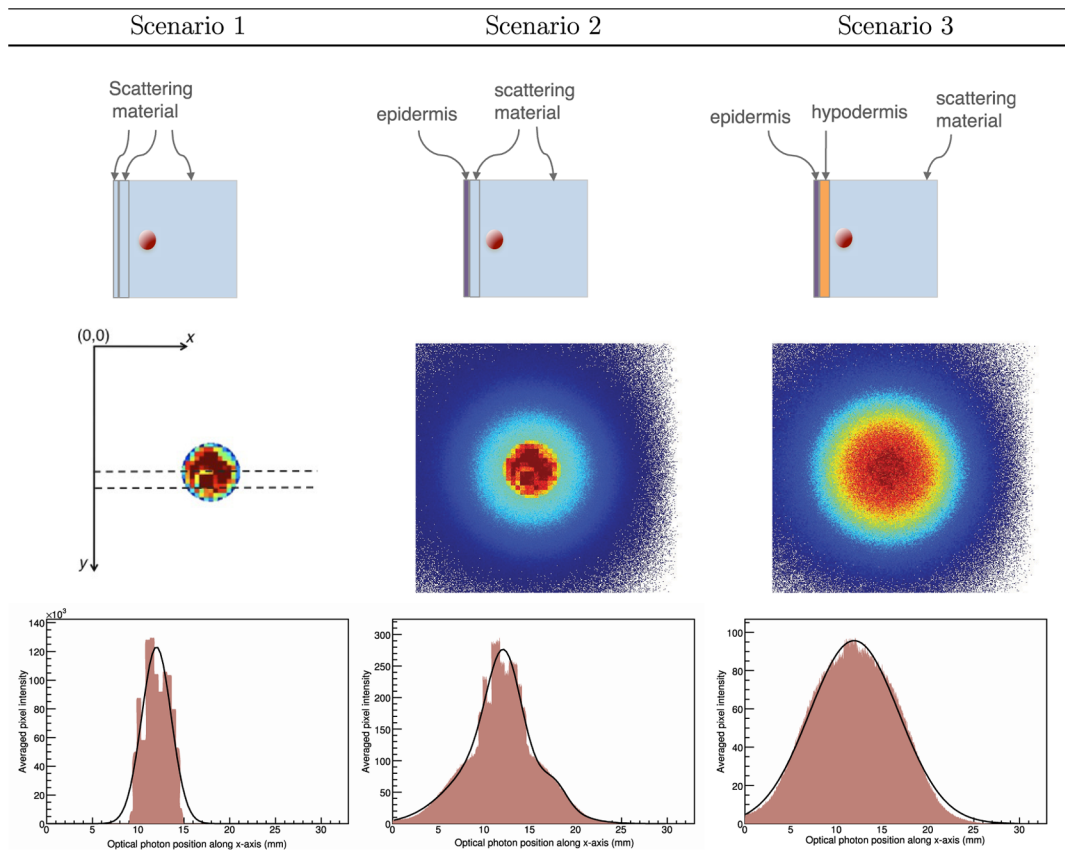 Scenario 1 Scenario 2 Scenario 3
Scattering
material
epidermis
scattering
material
epidermis
hypodermis
scattering
material
(0,0)
x
y
×10³
140
120
100
80
60
40
20
0
Averaged pixel intensity
0 5 10 15 20 25 30
Optical photon position along x-axis (mm)
300
250
200
150
100
50
0
Averaged pixel intensity
0 5 10 15 20 25 30
Optical photon position along x-axis (mm)
100
80
60
40
20
0
Averaged pixel intensity
0 5 10 15 20 25 30
Optical photon position along x-axis (mm)